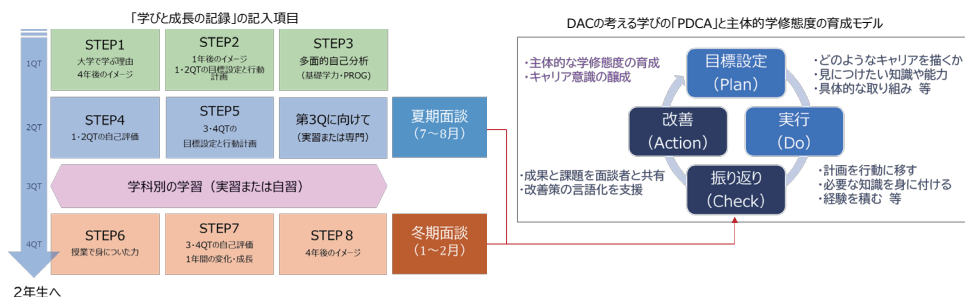 「学びと成長の記録」の記入項目
1QT
STEP1
大学で学ぶ理由
4年後のイメージ
STEP2
1年後のイメージ
1・2QTの目標設定と行動
計画
STEP3
多面的自己分析
（基礎学力・PROG）
2QT
STEP4
1・2QTの自己評価
STEP5
3・4QTの
目標設定と行動計画
第3Qに向けて
（実習または専門）
夏期面談
（7～8月）
3QT
学科別の学習（実習または自習）
4QT
STEP6
授業で身についた力
STEP7
3・4QTの自己評価
1年間の変化・成長
STEP８
4年後のイメージ
冬期面談
（1～2月）
2年生へ
DACの考える学びの「PDCA」と主体的学修態度の育成モデル
・主体的な学修態度の育成
・キャリア意識の醸成
目標設定
（Plan）
・どのようなキャリアを描くか
・見につけたい知識や能力
・具体的な取り組み 等
改善
（Action）
実行
（Do）
・成果と課題を面談者と共有
・改善策の言語化を支援
振り返り
（Check）
・計画を行動に移す
・必要な知識を身に付ける
・経験を積む 等